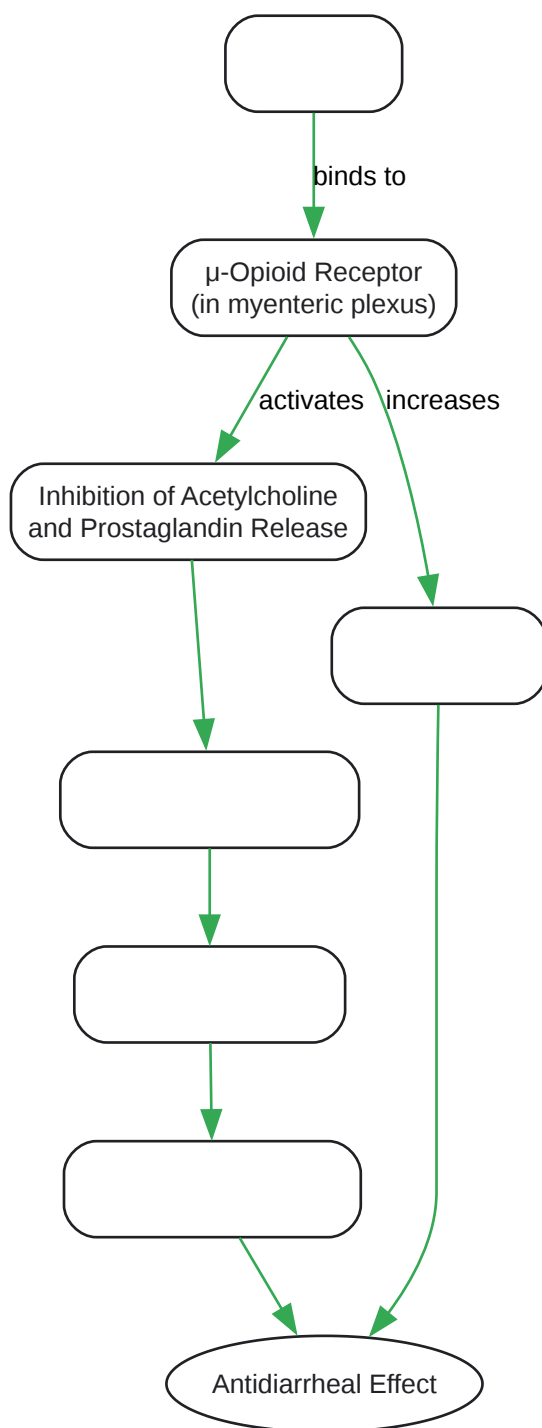 binds to
μ-Opioid Receptor
(in myenteric plexus)
activates
increases
Inhibition of Acetylcholine
and Prostaglandin Release
Antidiarrheal Effect